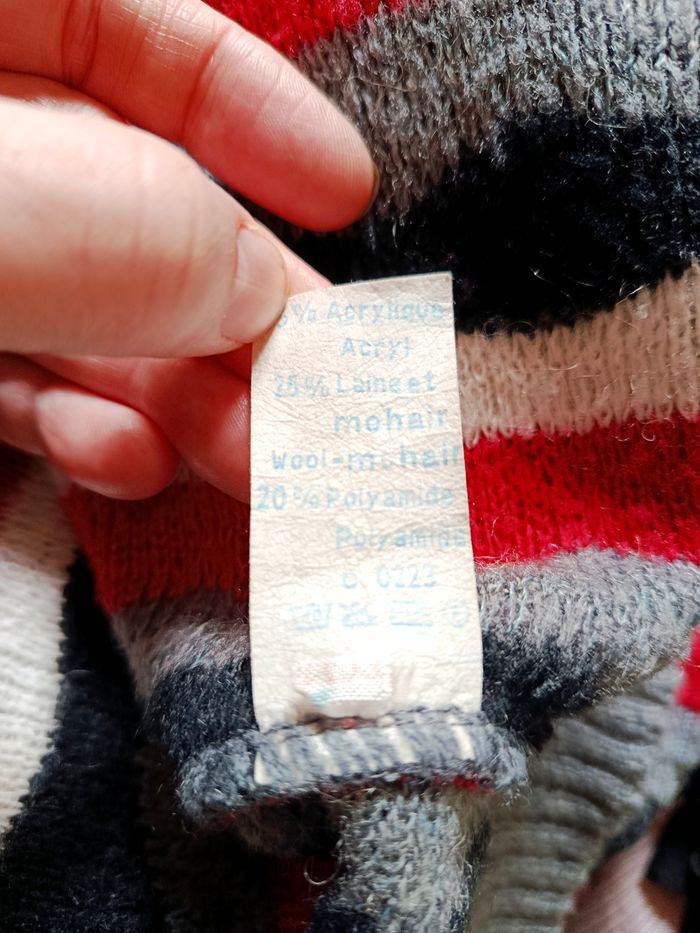 % Acrylique
Acryl
25% Laine et
mohair
Wool-mohair
20% Polyamide
Polyamide
0223